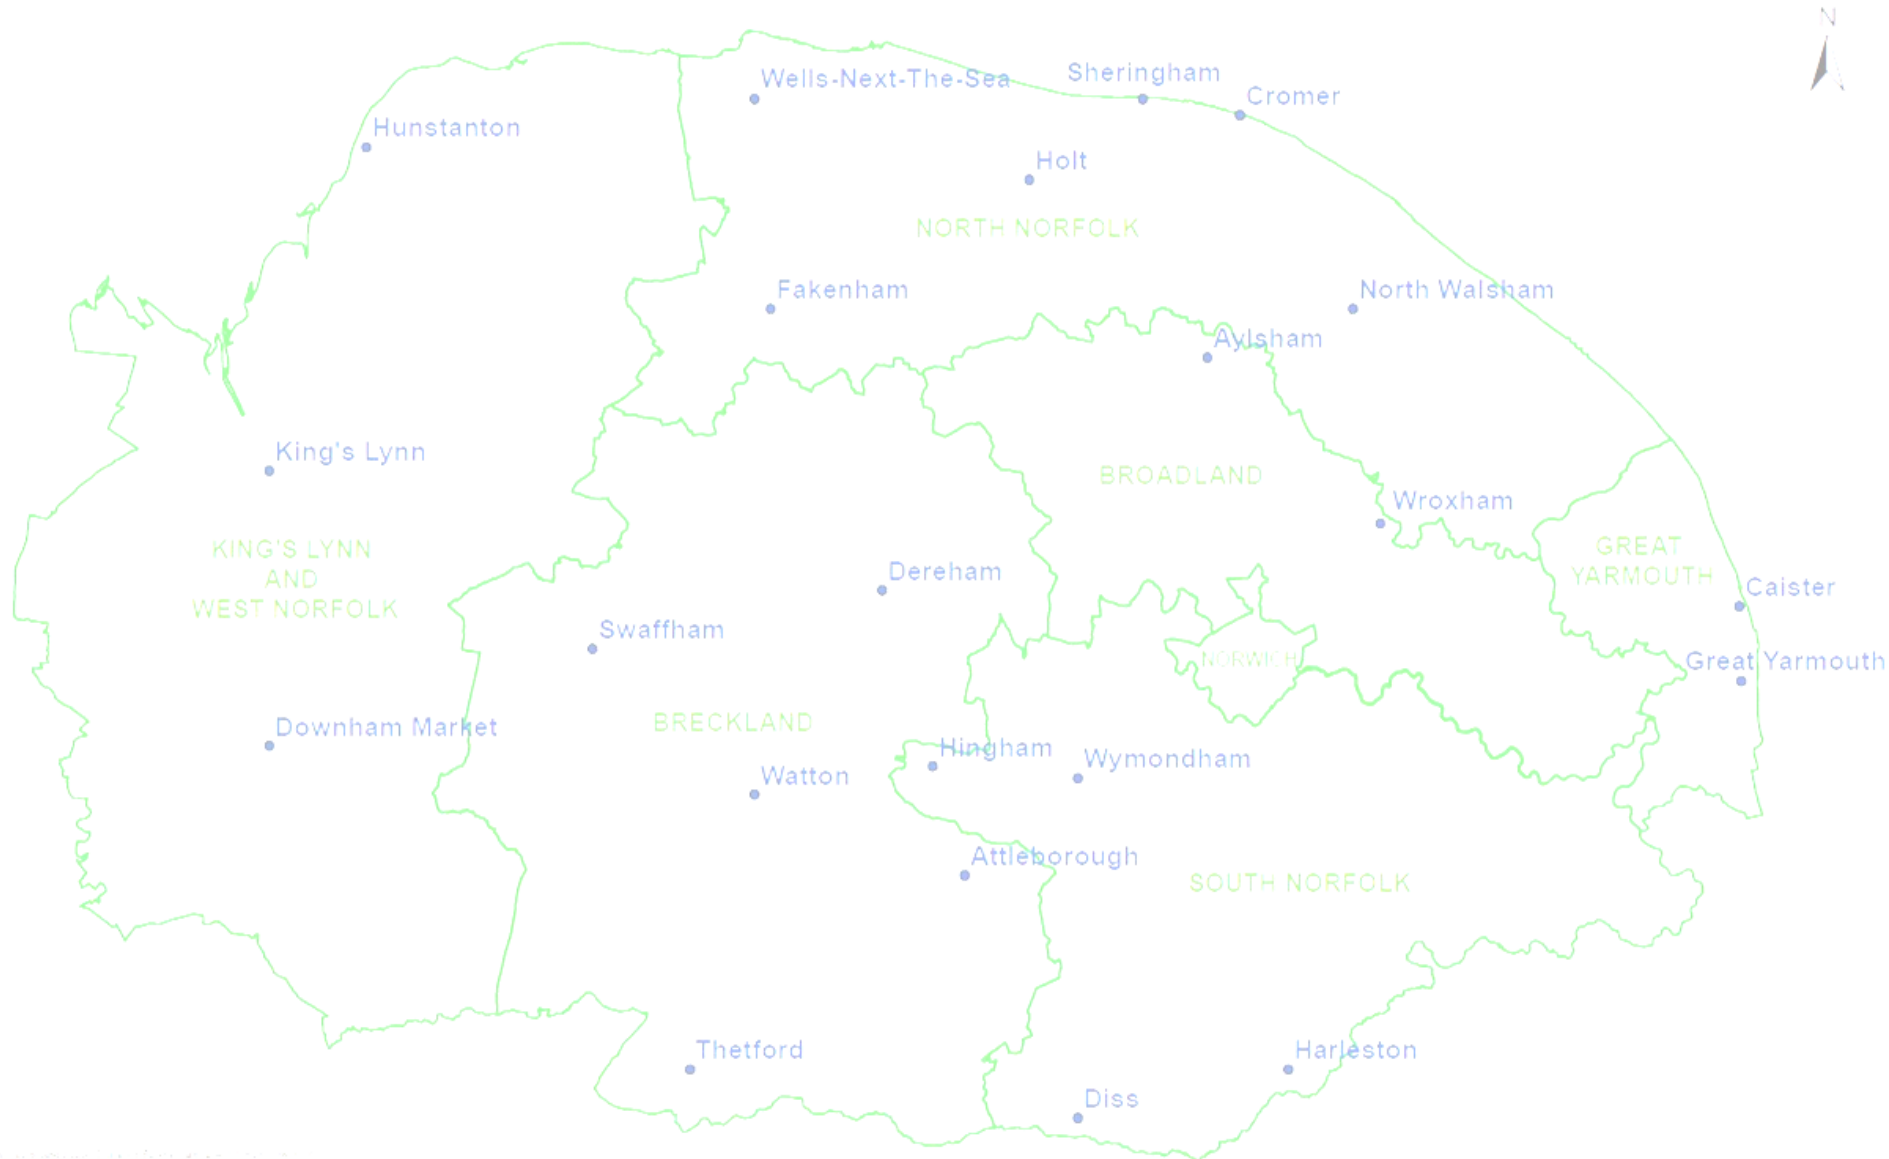 N
Wells-Next-The-Sea
Sheringham
Cromer
Hunstanton
Holt
NORTH NORFOLK
Fakenham
North Walsham
Aylsham
King's Lynn
BROADLAND
Wroxham
KING'S LYNN
AND
WEST NORFOLK
GREAT
YARMOUTH
Dereham
Caister
Swaffham
NORWICH
Great Yarmouth
Downham Market
BRECKLAND
Hingham
Wymondham
Watton
Attleborough
SOUTH NORFOLK
Thetford
Harleston
Diss